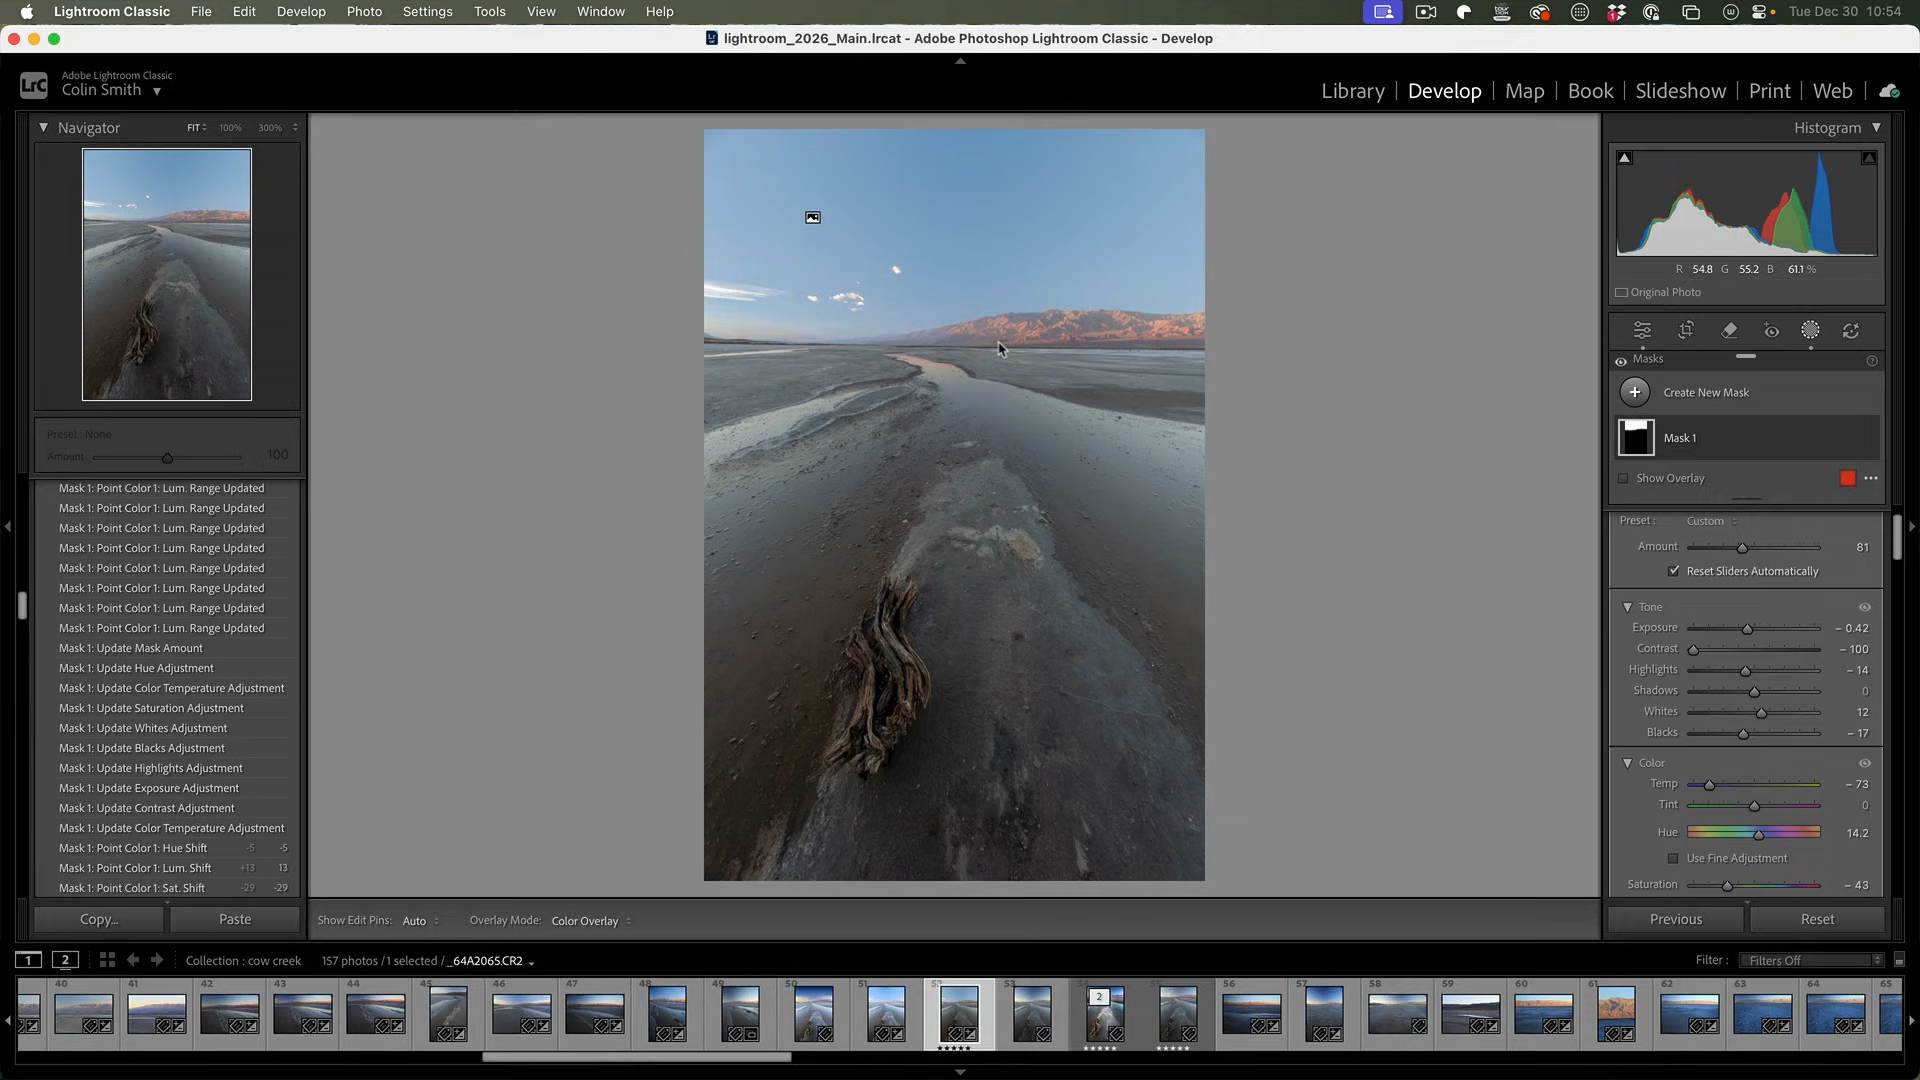 Lightroom Classic File Edit Develop Photo Settings Tools View Window Help Tue Dec 30 10:54
lightroom_2026_Main.lrcat - Adobe Photoshop Lightroom Classic - Develop
LrC
Adobe Lightroom Classic
Colin Smith
Library | Develop | Map | Book | Slideshow | Print | Web
Navigator FIT 100% 300%
Preset : None
Amount 100
Mask 1: Point Color 1: Lum. Range Updated
Mask 1: Point Color 1: Lum. Range Updated
Mask 1: Point Color 1: Lum. Range Updated
Mask 1: Point Color 1: Lum. Range Updated
Mask 1: Point Color 1: Lum. Range Updated
Mask 1: Point Color 1: Lum. Range Updated
Mask 1: Point Color 1: Lum. Range Updated
Mask 1: Point Color 1: Lum. Range Updated
Mask 1: Update Mask Amount
Mask 1: Update Hue Adjustment
Mask 1: Update Color Temperature Adjustment
Mask 1: Update Saturation Adjustment
Mask 1: Update Whites Adjustment
Mask 1: Update Blacks Adjustment
Mask 1: Update Highlights Adjustment
Mask 1: Update Exposure Adjustment
Mask 1: Update Contrast Adjustment
Mask 1: Update Color Temperature Adjustment
Mask 1: Point Color 1: Hue Shift -5 -5
Mask 1: Point Color 1: Lum. Shift +13 13
Mask 1: Point Color 1: Sat. Shift -29 -29
Copy... Paste
Show Edit Pins: Auto Overlay Mode: Color Overlay
Histogram
R 54.8 G 55.2 B 61.1 %
Original Photo
Masks
Create New Mask
Mask 1
Show Overlay
Preset : Custom
Amount 81
Reset Sliders Automatically
Tone
Exposure – 0.42
Contrast – 100
Highlights – 14
Shadows 0
Whites 12
Blacks – 17
Color
Temp – 73
Tint 0
Hue 14.2
Use Fine Adjustment
Saturation – 43
Previous Reset
1 2 Collection : cow creek 157 photos /1 selected / _64A2065.CR2 Filter : Filters Off
40 41 42 43 44 45 46 47 48 49 50 51 52 53 56 57 58 59 60 61 62 63 64 65
2